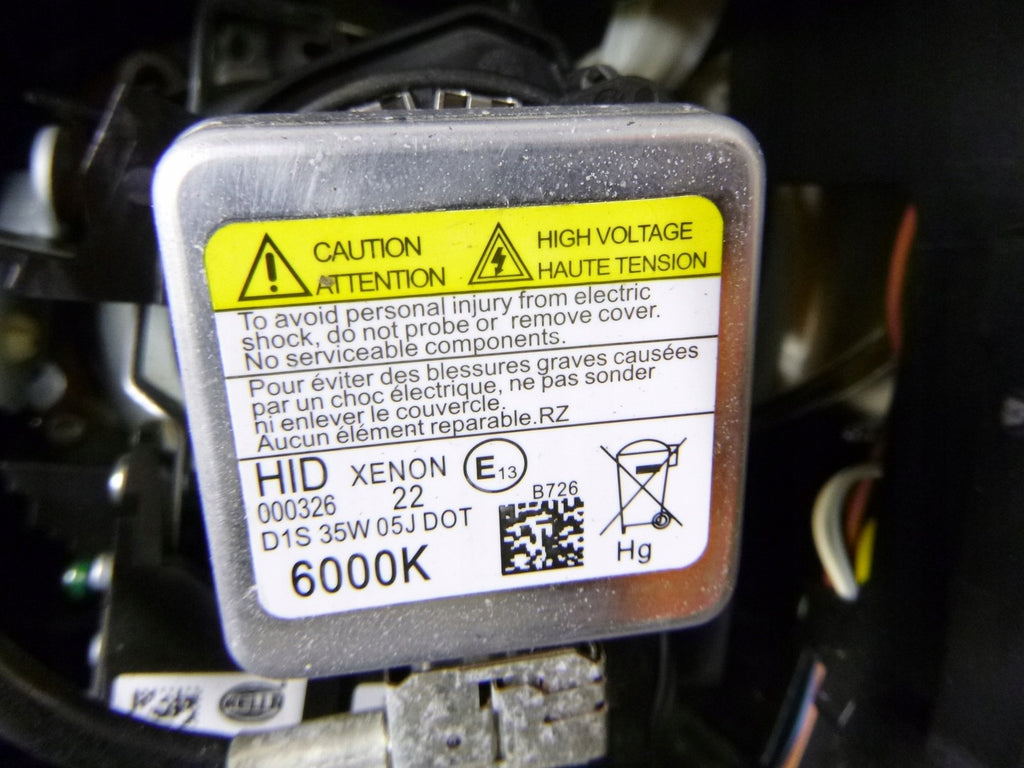 CAUTION
ATTENTION
HIGH VOLTAGE
HAUTE TENSION
To avoid personal injury from electric
shock, do not probe or remove cover.
No serviceable components.
Pour éviter des blessures graves causées
par un choc électrique, ne pas sonder
ni enlever le couvercle.
Aucun élément reparable.RZ
HID XENON E13
000326 22
B726
D1S 35W 05J DOT
6000K
Hg
HELLA